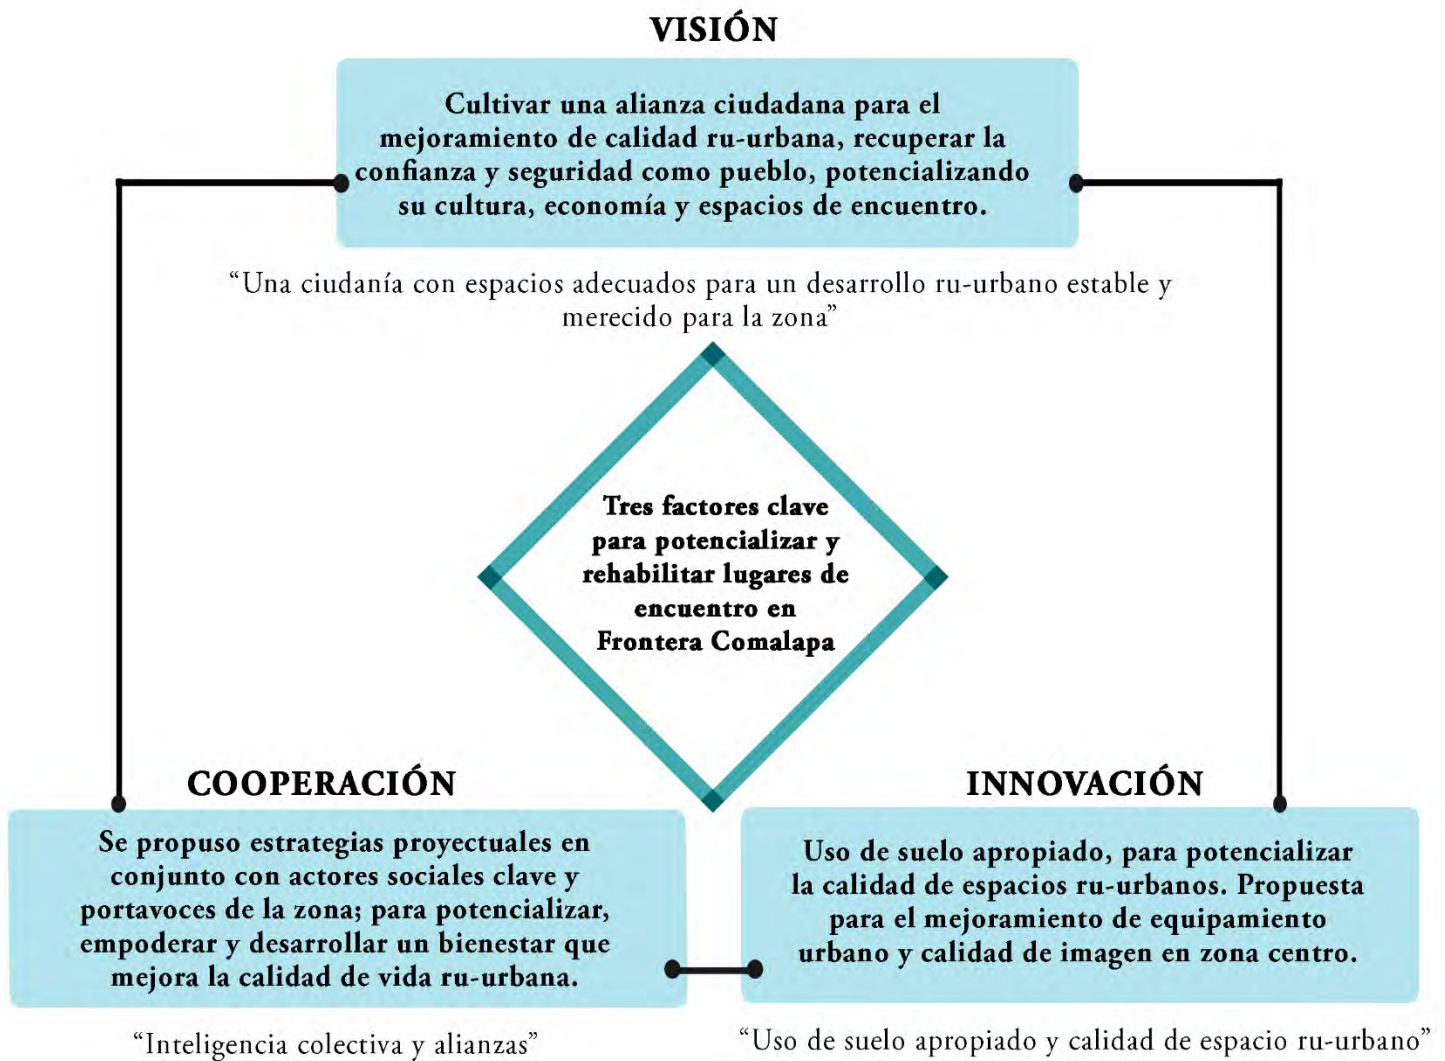 VISIÓN
Cultivar una alianza ciudadana para el
mejoramiento de calidad ru-urbana, recuperar la
confianza y seguridad como pueblo, potencializando
su cultura, economía y espacios de encuentro.
“Una ciudanía con espacios adecuados para un desarrollo ru-urbano estable y
merecido para la zona”
Tres factores clave
para potencializar y
rehabilitar lugares de
encuentro en
Frontera Comalapa
COOPERACIÓN
Se propuso estrategias proyectuales en
conjunto con actores sociales clave y
portavoces de la zona; para potencializar,
empoderar y desarrollar un bienestar que
mejora la calidad de vida ru-urbana.
“Inteligencia colectiva y alianzas”
INNOVACIÓN
Uso de suelo apropiado, para potencializar
la calidad de espacios ru-urbanos. Propuesta
para el mejoramiento de equipamiento
urbano y calidad de imagen en zona centro.
“Uso de suelo apropiado y calidad de espacio ru-urbano”